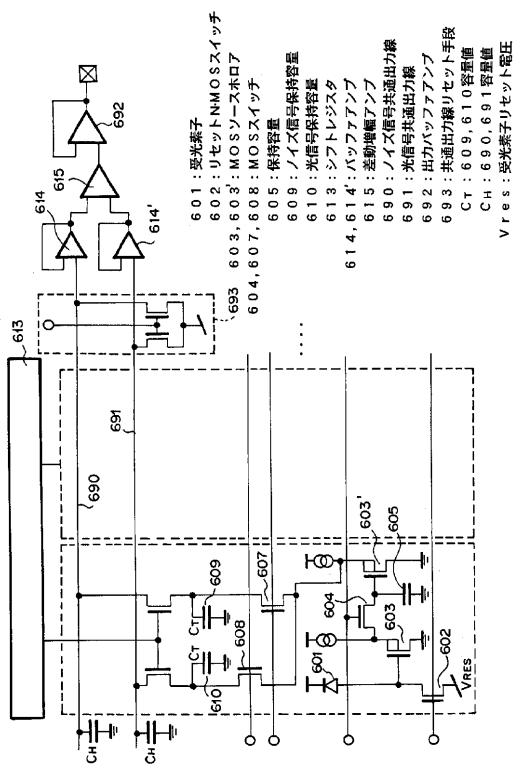 613
690
691
693
614
614'
615
692
CH
CH
CT
CT
610
609
608
607
601
604
603'
605
603
602
VRES
601:受光素子
602:リセットNMOSスイッチ
603,603':MOSソースホロア
604,607,608:MOSスイッチ
605:保持容量
609:ノイズ信号保持容量
610:光信号保持容量
613:シフトレジスタ
614,614':バッファアンプ
615:差動増幅アンプ
690:ノイズ信号共通出力線
691:光信号共通出力線
692:出力バッファアンプ
693:共通出力線リセット手段
CT:609,610容量値
CH:690,691容量値
Vres:受光素子リセット電圧